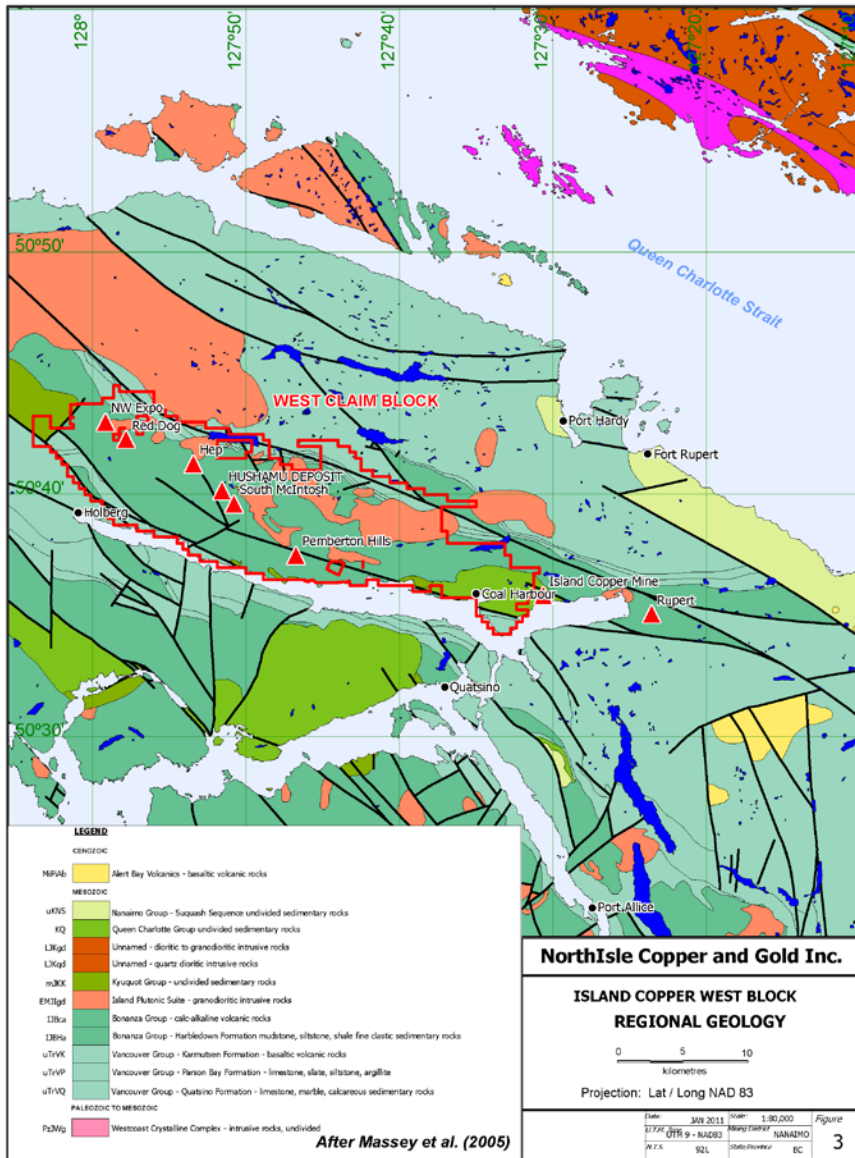 128°
127°50'
127°40'
127°30'
127°20'
50°50'
Queen Charlotte Strait
WEST CLAIM BLOCK
NW Expo
Red Dog
Port Hardy
Hep
Fort Rupert
HUSHAMU DEPOSIT
50°40'
South McIntosh
Holberg
Pemberton Hills
Island Copper Mine
Coal Harbour
Rupert
Quatsino
50°30'
Port Allice
LEGEND
CENOZOIC
Alert Bay Volcanics - basaltic volcanic rocks
MESOZOIC
uKNS Nanaimo Group - Suquash Sequence undivided sedimentary rocks
KQ Queen Charlotte Group undivided sedimentary rocks
LJKgd Unnamed - dioritic to granodioritic intrusive rocks
LJKqd Unnamed - quartz dioritic intrusive rocks
mJKK Kyuquot Group - undivided sedimentary rocks
EMJIgd Island Plutonic Suite - granodioritic intrusive rocks
IJBca Bonanza Group - calc-alkaline volcanic rocks
IJBHa Bonanza Group - Harbledown Formation mudstone, siltstone, shale fine clastic sedimentary rocks
uTrVK Vancouver Group - Karmutsen Formation - basaltic volcanic rocks
uTrVP Vancouver Group - Parson Bay Formation - limestone, slate, siltstone, argillite
uTrVQ Vancouver Group - Quatsino Formation - limestone, marble, calcareous sedimentary rocks
PALEOZOIC TO MESOZOIC
PzJWg Westcoast Crystalline Complex - intrusive rocks, undivided
After Massey et al. (2005)
NorthIsle Copper and Gold Inc.
ISLAND COPPER WEST BLOCK
REGIONAL GEOLOGY
0 5 10
kilometres
Projection: Lat / Long NAD 83
Date: JAN 2011 Scale: 1:80,000 Figure
UTM 9 - NAD83 Mining District NANAIMO
3
N.T.S. 92L State/Province BC